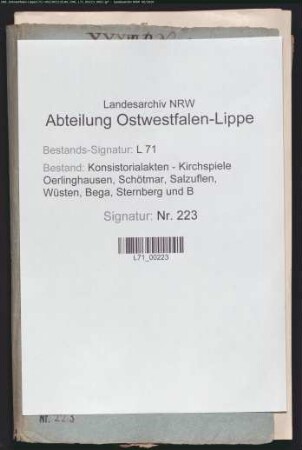 Landesarchiv NRW
Abteilung Ostwestfalen-Lippe
Bestands-Signatur: L 71
Bestand: Konsistorialakten - Kirchspiele
Oerlinghausen, Schötmar, Salzuflen,
Wüsten, Bega, Sternberg und B
Signatur: Nr. 223
L71_00223
Nr. 223